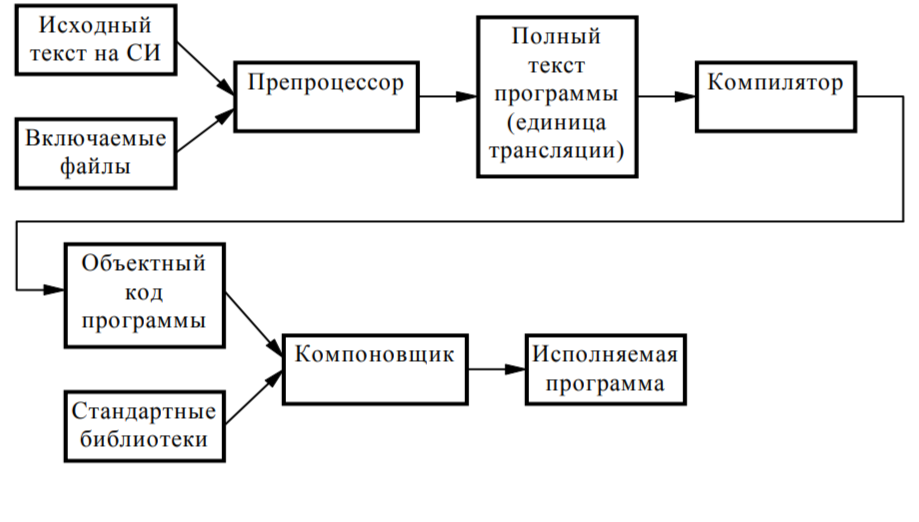 Исходный
текст на СИ
Включаемые
файлы
Препроцессор
Полный
текст
программы
(единица
трансляции)
Компилятор
Объектный
код
программы
Стандартные
библиотеки
Компоновщик
Исполняемая
программа